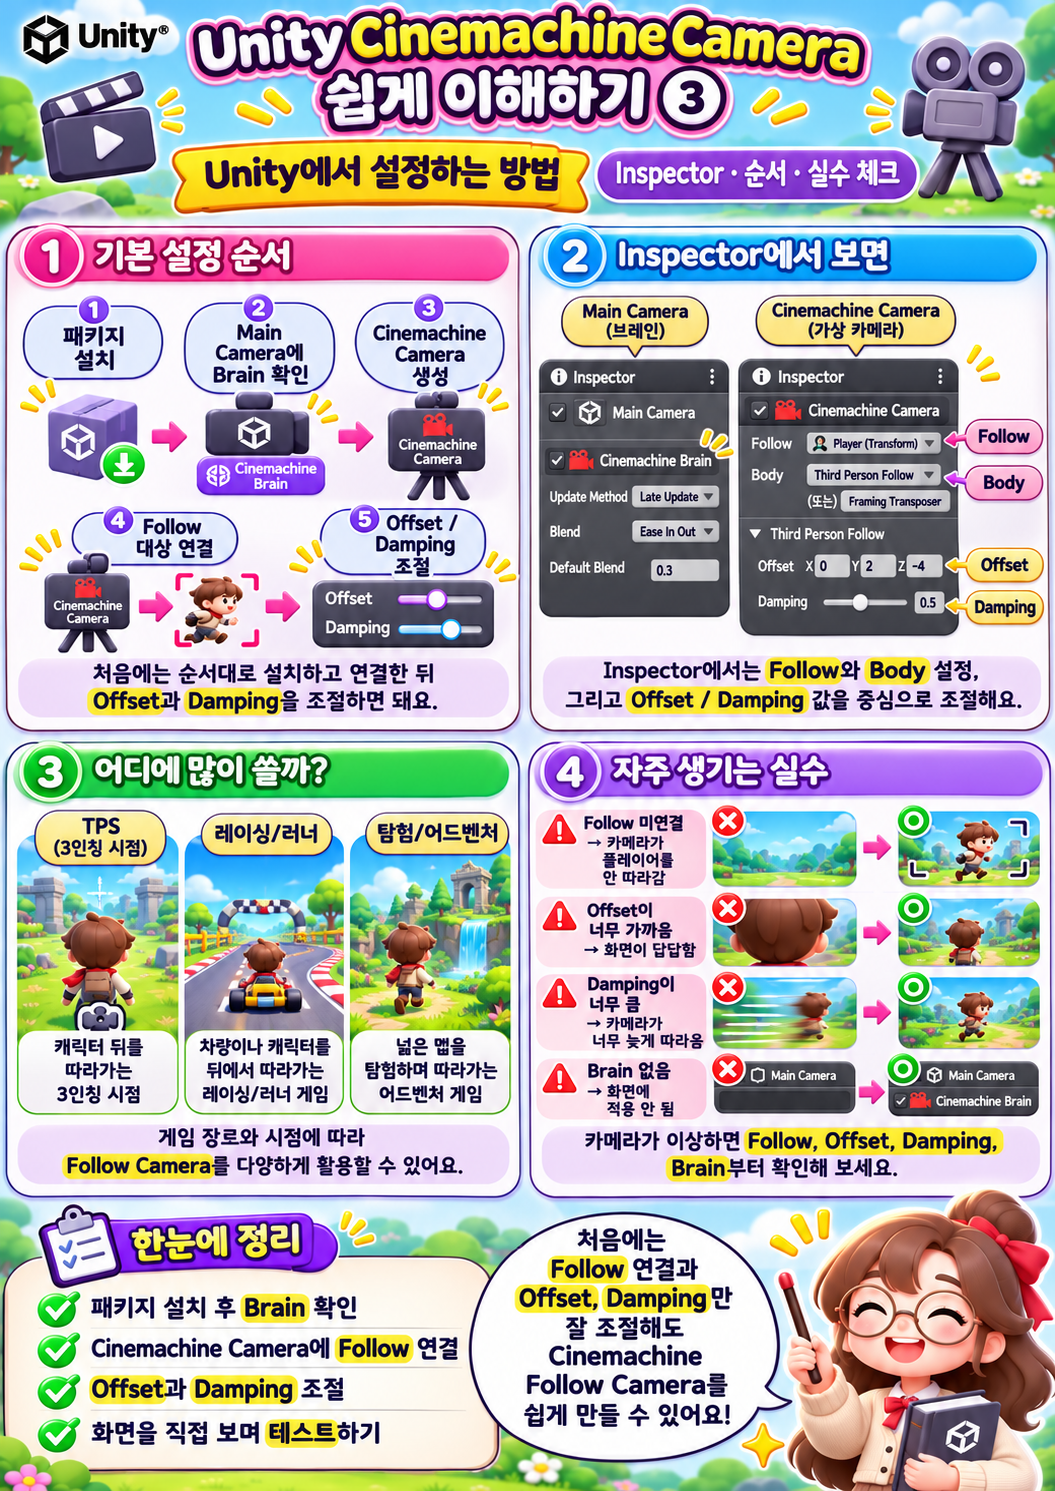 Unity®
Unity Cinemachine Camera
쉽게 이해하기 3
Unity에서 설정하는 방법
Inspector · 순서 · 실수 체크
1 기본 설정 순서
1
패키지
설치
2
Main
Camera에
Brain 확인
3
Cinemachine
Camera
생성
Cinemachine
Brain
Cinemachine
Camera
4 Follow
대상 연결
5 Offset /
Damping
조절
Cinemachine
Camera
Offset
Damping
처음에는 순서대로 설치하고 연결한 뒤
Offset과 Damping을 조절하면 돼요.
2 Inspector에서 보면
Main Camera
(브레인)
Cinemachine Camera
(가상 카메라)
Inspector
Main Camera
Cinemachine Brain
Update Method Late Update
Blend Ease In Out
Default Blend 0.3
Inspector
Cinemachine Camera
Follow Player (Transform)
Body Third Person Follow
(또는) Framing Transposer
Third Person Follow
Offset X 0 Y 2 Z -4
Damping 0.5
Follow
Body
Offset
Damping
Inspector에서는 Follow와 Body 설정,
그리고 Offset / Damping 값을 중심으로 조절해요.
3 어디에 많이 쓸까?
TPS
(3인칭 시점)
레이싱/러너
탐험/어드벤처
캐릭터 뒤를
따라가는
3인칭 시점
차량이나 캐릭터를
뒤에서 따라가는
레이싱/러너 게임
넓은 맵을
탐험하며 따라가는
어드벤처 게임
게임 장로와 시점에 따라
Follow Camera를 다양하게 활용할 수 있어요.
4 자주 생기는 실수
Follow 미연결
→ 카메라가
플레이어를
안 따라감
Offset이
너무 가까움
→ 화면이 답답함
Damping이
너무 큼
→ 카메라가
너무 늦게 따라옴
Brain 없음
→ 화면에
적용 안 됨
Main Camera
Main Camera
Cinemachine Brain
카메라가 이상하면 Follow, Offset, Damping,
Brain부터 확인해 보세요.
한눈에 정리
패키지 설치 후 Brain 확인
Cinemachine Camera에 Follow 연결
Offset과 Damping 조절
화면을 직접 보며 테스트하기
처음에는
Follow 연결과
Offset, Damping만
잘 조절해도
Cinemachine
Follow Camera를
쉽게 만들 수 있어요!